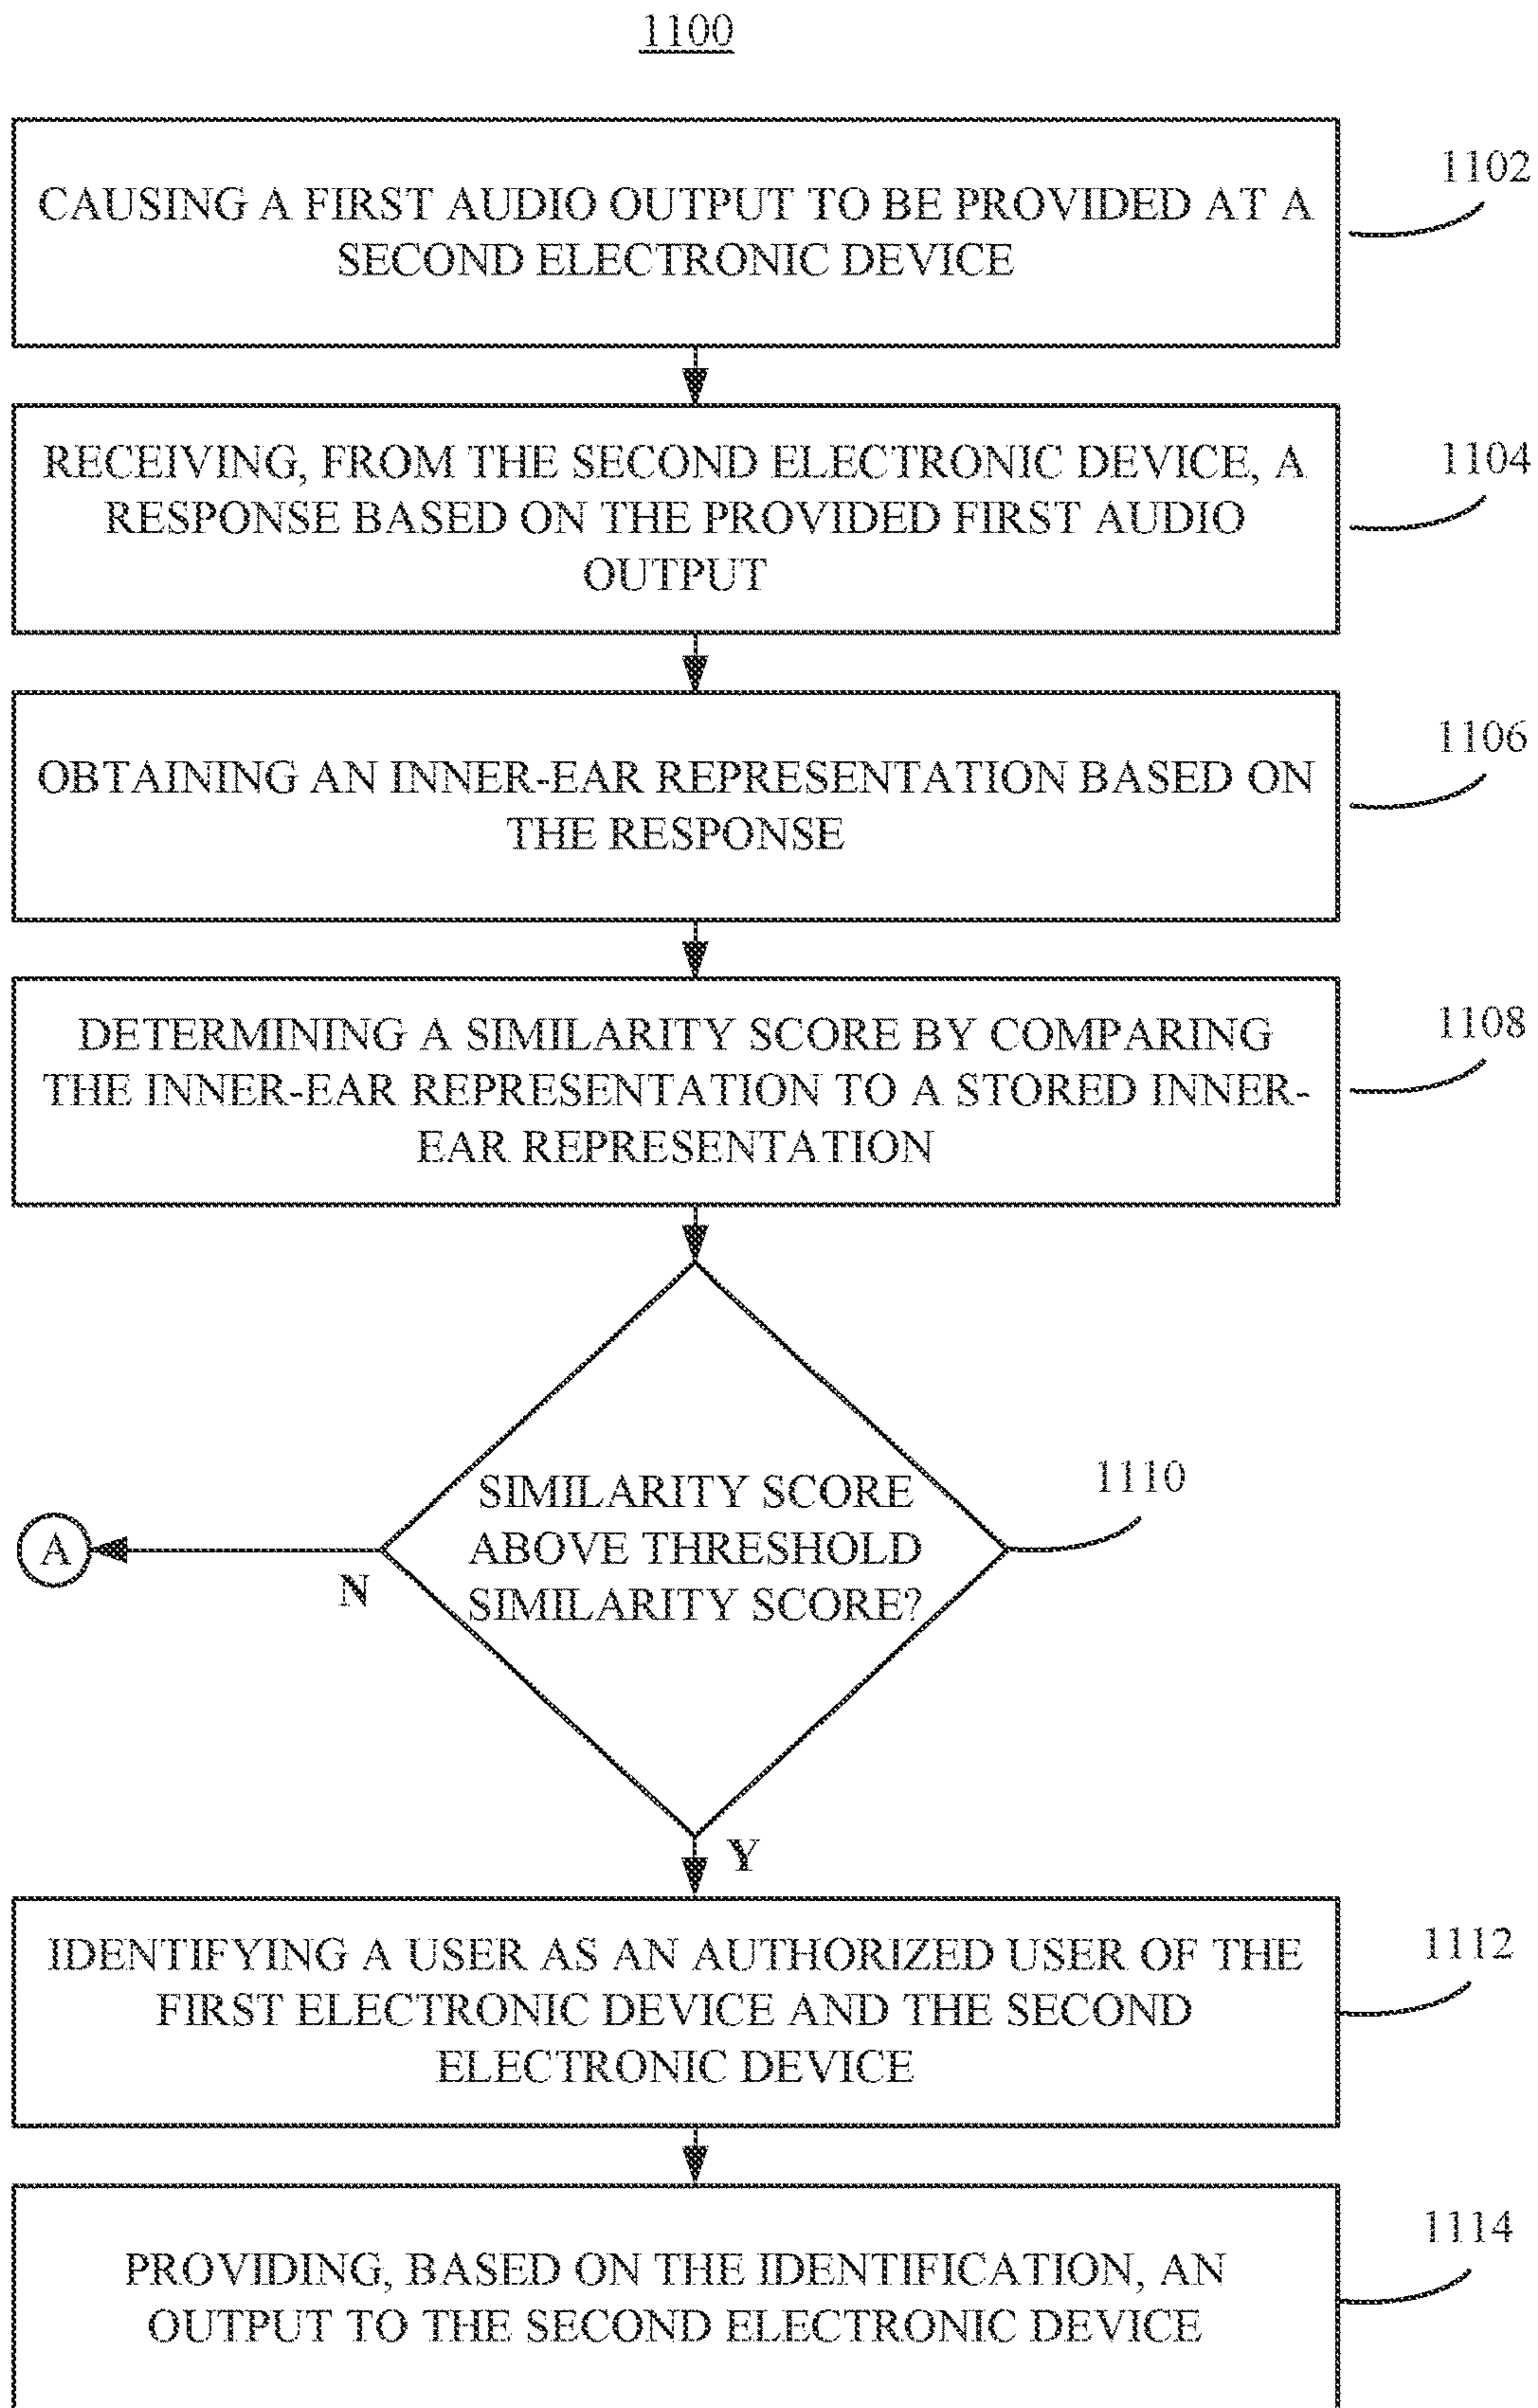 1100
CAUSING A FIRST AUDIO OUTPUT TO BE PROVIDED AT A
SECOND ELECTRONIC DEVICE
1102
RECEIVING, FROM THE SECOND ELECTRONIC DEVICE, A
RESPONSE BASED ON THE PROVIDED FIRST AUDIO
OUTPUT
1104
OBTAINING AN INNER-EAR REPRESENTATION BASED ON
THE RESPONSE
1106
DETERMINING A SIMILARITY SCORE BY COMPARING
THE INNER-EAR REPRESENTATION TO A STORED INNER-
EAR REPRESENTATION
1108
SIMILARITY SCORE
ABOVE THRESHOLD
SIMILARITY SCORE?
1110
A
N
Y
IDENTIFYING A USER AS AN AUTHORIZED USER OF THE
FIRST ELECTRONIC DEVICE AND THE SECOND
ELECTRONIC DEVICE
1112
PROVIDING, BASED ON THE IDENTIFICATION, AN
OUTPUT TO THE SECOND ELECTRONIC DEVICE
1114